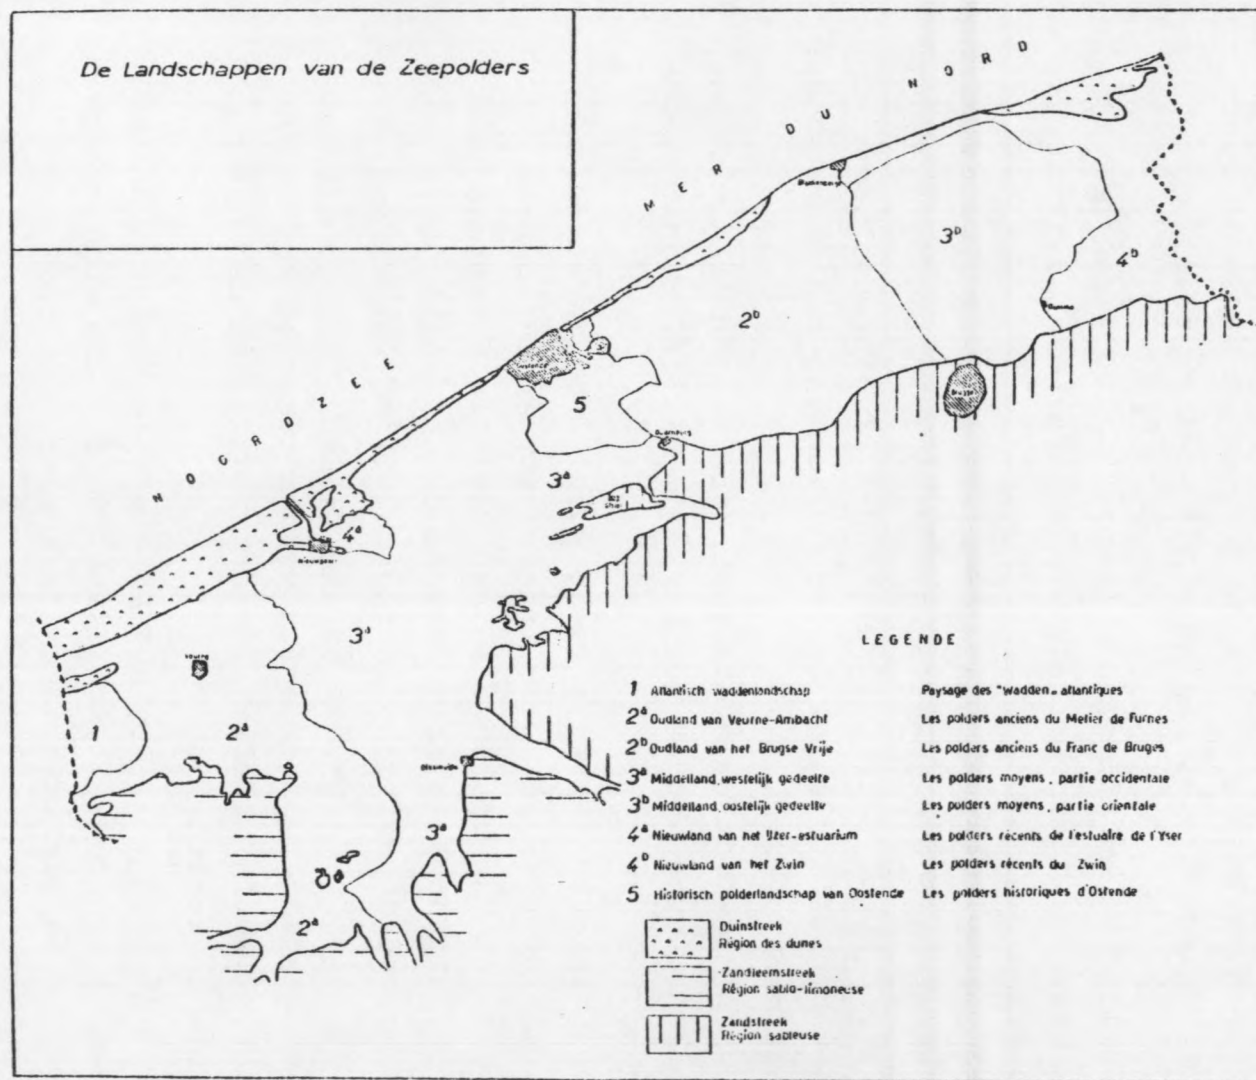 De Landschappen van de Zeepolders
MER DU NORD
NOORDZEE
3ᵇ
4ᵇ
2ᵇ
Oostende
5
3ª
4ª
Nieuwpoort
3ª
Veurne
1
2ª
Diksmuide
3ª
2ª
LEGENDE
1 Atlantisch waddenlandschap Paysage des "wadden" atlantiques
2ª Oudland van Veurne-Ambacht Les polders anciens du Métier de Furnes
2ᵇ Oudland van het Brugse Vrije Les polders anciens du Franc de Bruges
3ª Middelland, westelijk gedeelte Les polders moyens, partie occidentale
3ᵇ Middelland, oostelijk gedeelte Les polders moyens, partie orientale
4ª Nieuwland van het IJzer-estuarium Les polders récents de l'estuaire de l'Yser
4ᵇ Nieuwland van het Zwin Les polders récents du Zwin
5 Historisch polderlandschap van Oostende Les polders historiques d'Ostende
Duinstreek
Région des dunes
Zandleemstreek
Région sablo-limoneuse
Zandstreek
Région sableuse